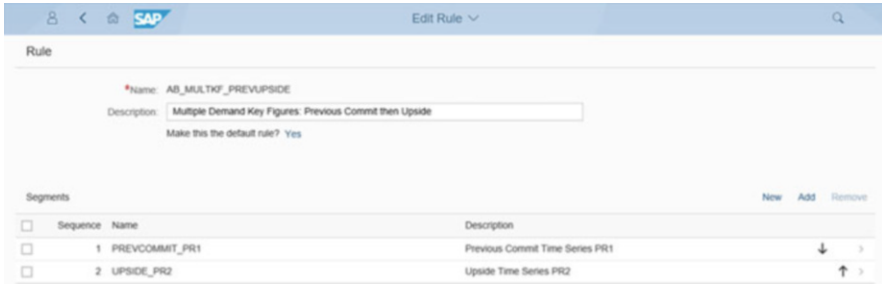 SAP Edit Rule
Rule
*Name: AB_MULTKF_PREVUPSIDE
Description: Multiple Demand Key Figures: Previous Commit then Upside
Make this the default rule? Yes
Segments New Add Remove
Sequence Name Description
1 PREVCOMMIT_PR1 Previous Commit Time Series PR1
2 UPSIDE_PR2 Upside Time Series PR2